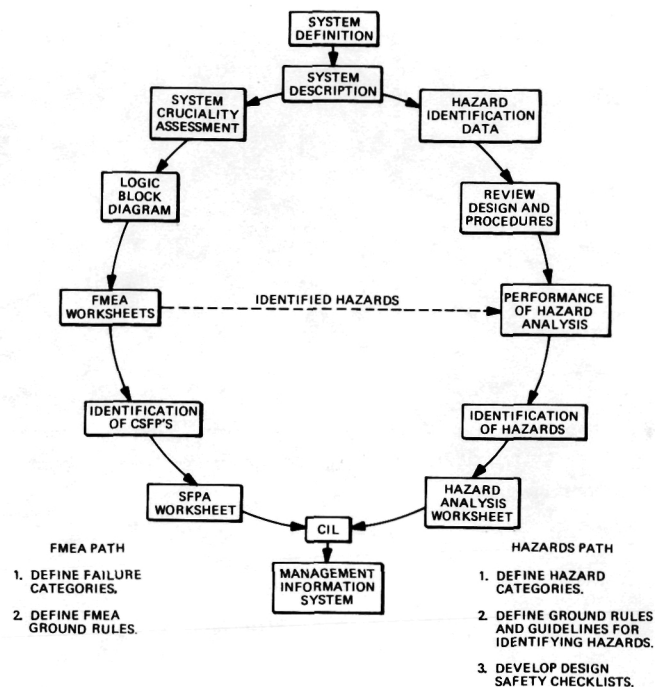 SYSTEM
DEFINITION
SYSTEM
DESCRIPTION
SYSTEM
CRUCIALITY
ASSESSMENT
HAZARD
IDENTIFICATION
DATA
LOGIC
BLOCK
DIAGRAM
REVIEW
DESIGN AND
PROCEDURES
FMEA
WORKSHEETS
IDENTIFIED HAZARDS
PERFORMANCE
OF HAZARD
ANALYSIS
IDENTIFICATION
OF CSFP'S
IDENTIFICATION
OF HAZARDS
SFPA
WORKSHEET
HAZARD
ANALYSIS
WORKSHEET
CIL
MANAGEMENT
INFORMATION
SYSTEM
FMEA PATH
1. DEFINE FAILURE
CATEGORIES.
2. DEFINE FMEA
GROUND RULES.
HAZARDS PATH
1. DEFINE HAZARD
CATEGORIES.
2. DEFINE GROUND RULES
AND GUIDELINES FOR
IDENTIFYING HAZARDS.
3. DEVELOP DESIGN
SAFETY CHECKLISTS.